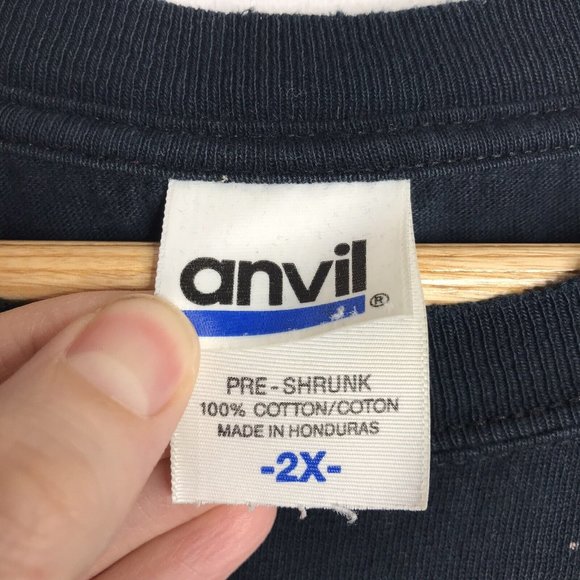 anvil
®
PRE-SHRUNK
100% COTTON/COTON
MADE IN HONDURAS
-2X-